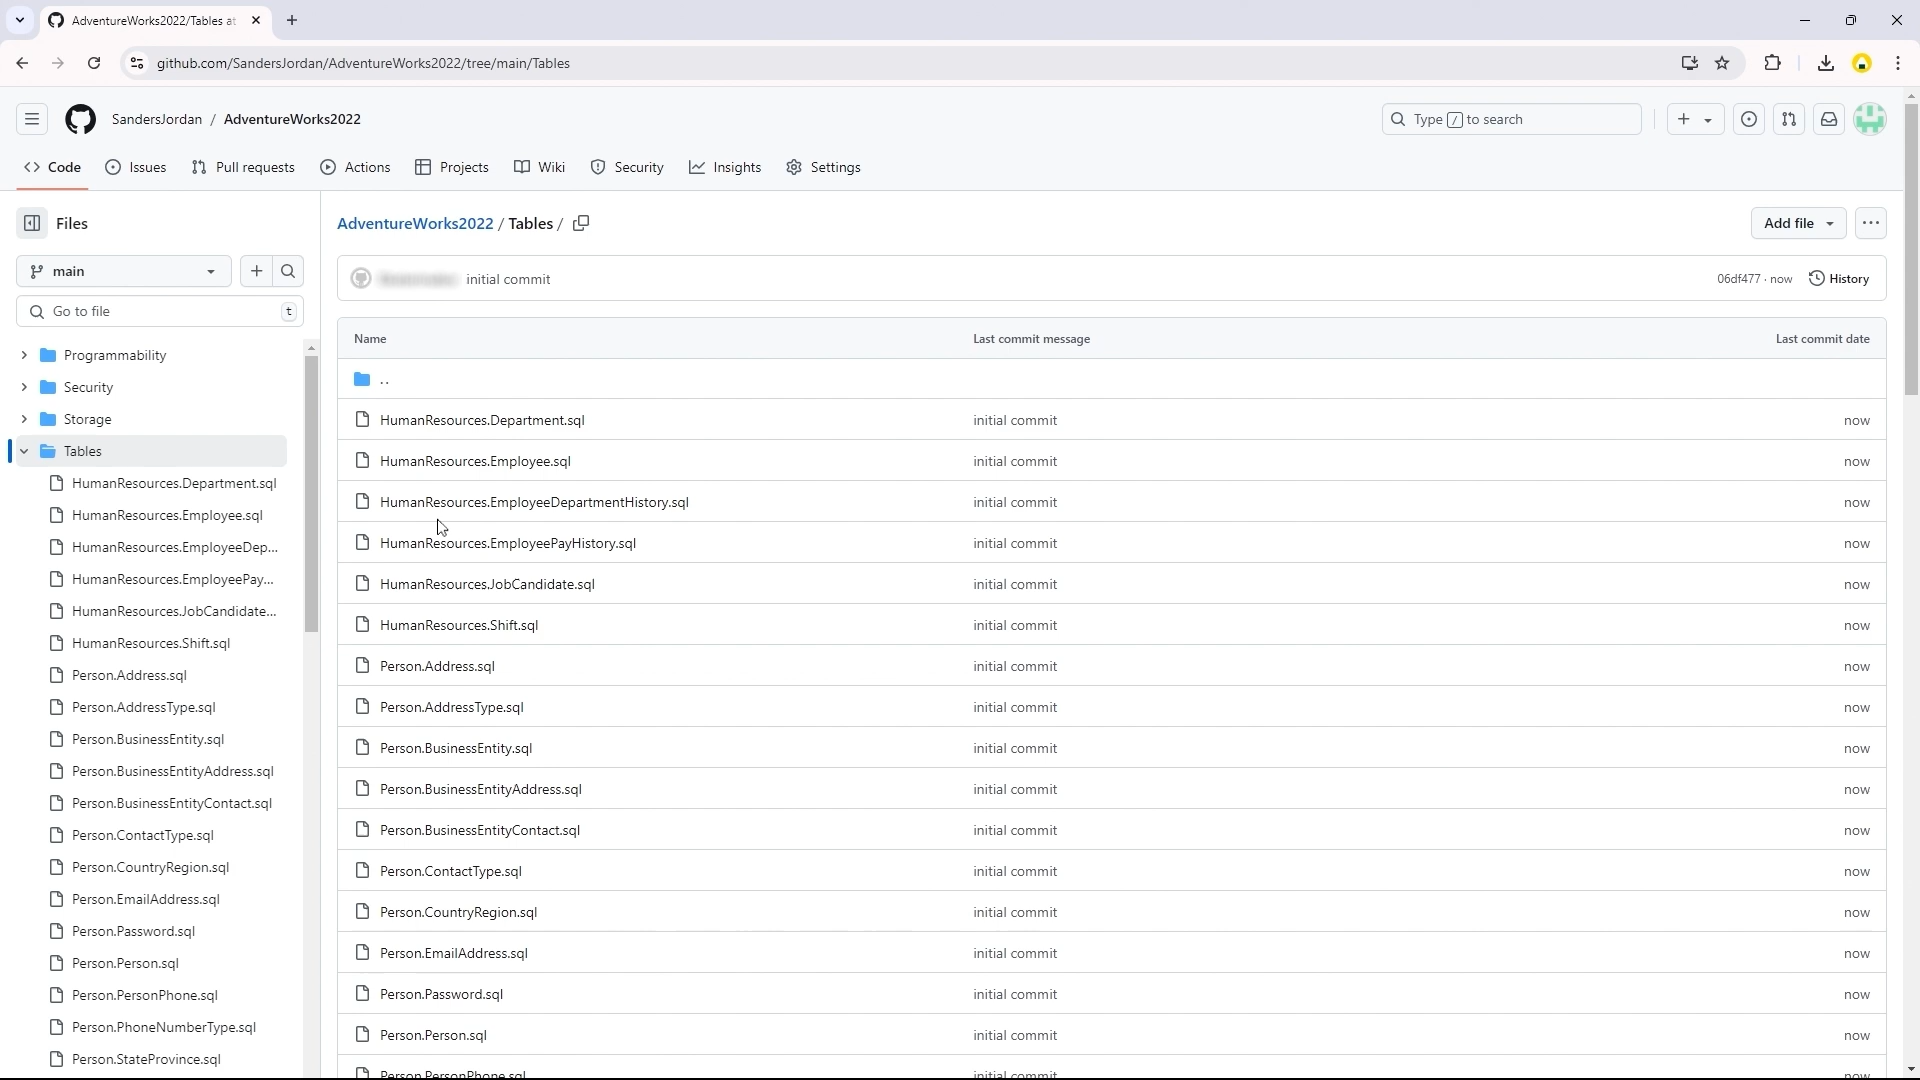 AdventureWorks2022/Tables at
github.com/SandersJordan/AdventureWorks2022/tree/main/Tables
SandersJordan / AdventureWorks2022
Type / to search
Code
Issues
Pull requests
Actions
Projects
Wiki
Security
Insights
Settings
Files
main
Go to file
t
Programmability
Security
Storage
Tables
HumanResources.Department.sql
HumanResources.Employee.sql
HumanResources.EmployeeDep...
HumanResources.EmployeePay...
HumanResources.JobCandidate...
HumanResources.Shift.sql
Person.Address.sql
Person.AddressType.sql
Person.BusinessEntity.sql
Person.BusinessEntityAddress.sql
Person.BusinessEntityContact.sql
Person.ContactType.sql
Person.CountryRegion.sql
Person.EmailAddress.sql
Person.Password.sql
Person.Person.sql
Person.PersonPhone.sql
Person.PhoneNumberType.sql
Person.StateProvince.sql
AdventureWorks2022 / Tables /
Add file
initial commit
06df477 · now
History
Name Last commit message Last commit date
..
HumanResources.Department.sql initial commit now
HumanResources.Employee.sql initial commit now
HumanResources.EmployeeDepartmentHistory.sql initial commit now
HumanResources.EmployeePayHistory.sql initial commit now
HumanResources.JobCandidate.sql initial commit now
HumanResources.Shift.sql initial commit now
Person.Address.sql initial commit now
Person.AddressType.sql initial commit now
Person.BusinessEntity.sql initial commit now
Person.BusinessEntityAddress.sql initial commit now
Person.BusinessEntityContact.sql initial commit now
Person.ContactType.sql initial commit now
Person.CountryRegion.sql initial commit now
Person.EmailAddress.sql initial commit now
Person.Password.sql initial commit now
Person.Person.sql initial commit now
Person.PersonPhone.sql initial commit now